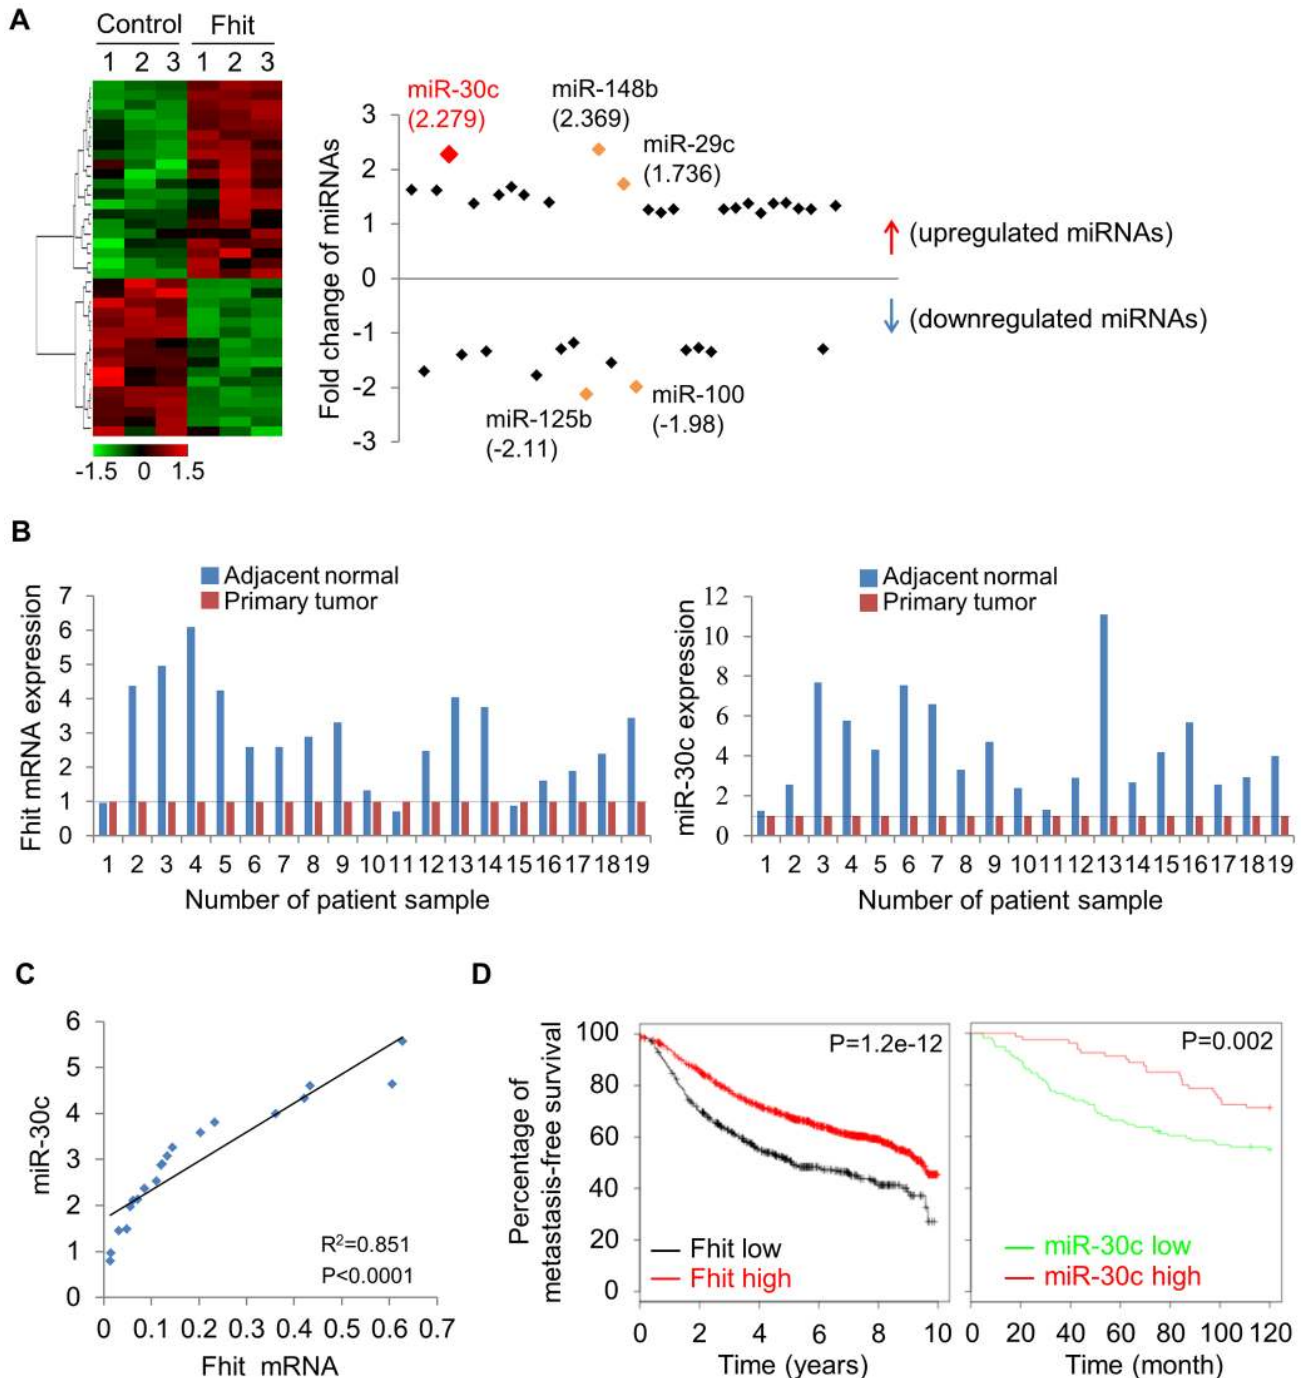 A
Control Fhit
1 2 3 1 2 3
-1.5 0 1.5
Fold change of miRNAs
3
2
1
0
-1
-2
-3
miR-30c
(2.279)
miR-148b
(2.369)
miR-29c
(1.736)
(upregulated miRNAs)
(downregulated miRNAs)
miR-125b
(-2.11)
miR-100
(-1.98)
B
Adjacent normal
Primary tumor
Fhit mRNA expression
7
6
5
4
3
2
1
0
1 2 3 4 5 6 7 8 9 10 11 12 13 14 15 16 17 18 19
Number of patient sample
Adjacent normal
Primary tumor
miR-30c expression
12
10
8
6
4
2
0
1 2 3 4 5 6 7 8 9 10 11 12 13 14 15 16 17 18 19
Number of patient sample
C
miR-30c
6
5
4
3
2
1
0
R²=0.851
P<0.0001
0 0.1 0.2 0.3 0.4 0.5 0.6 0.7
Fhit mRNA
D
Percentage of
metastasis-free survival
100
80
60
40
20
0
P=1.2e-12
Fhit low
Fhit high
0 2 4 6 8 10
Time (years)
P=0.002
miR-30c low
miR-30c high
0 20 40 60 80 100 120
Time (month)